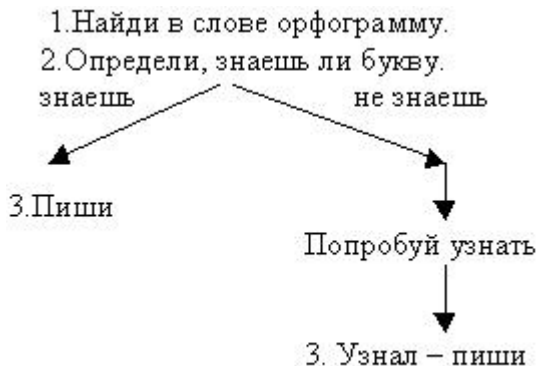 1.Найди в слове орфограмму.
2.Определи, знаешь ли букву.
знаешь не знаешь
3.Пиши
Попробуй узнать
3. Узнал – пиши